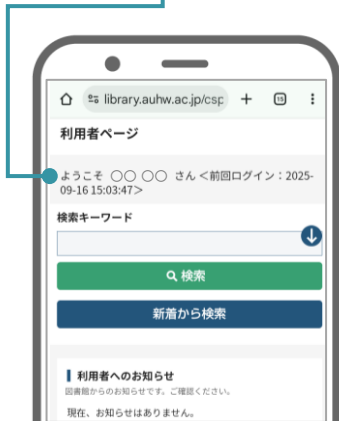 library.auhw.ac.jp/csp
15
利用者ページ
ようこそ ○○ ○○ さん <前回ログイン：2025-
09-16 15:03:47>
検索キーワード
検索
新着から検索
利用者へのお知らせ
図書館からのお知らせです。ご確認ください。
現在、お知らせはありません。